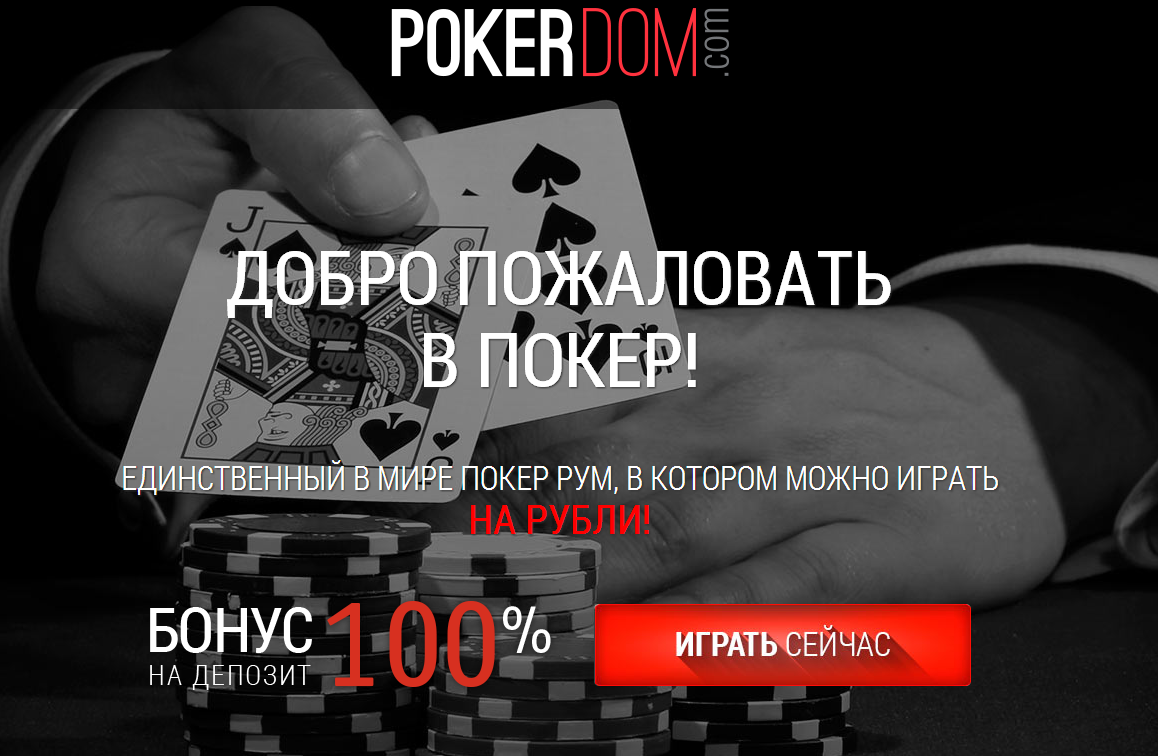 POKERDOM.com
J
ДОБРО ПОЖАЛОВАТЬ
В ПОКЕР!
10
J
ЕДИНСТВЕННЫЙ В МИРЕ ПОКЕР РУМ, В КОТОРОМ МОЖНО ИГРАТЬ
НА РУБЛИ!
БОНУС 100%
НА ДЕПОЗИТ
ИГРАТЬ СЕЙЧАС